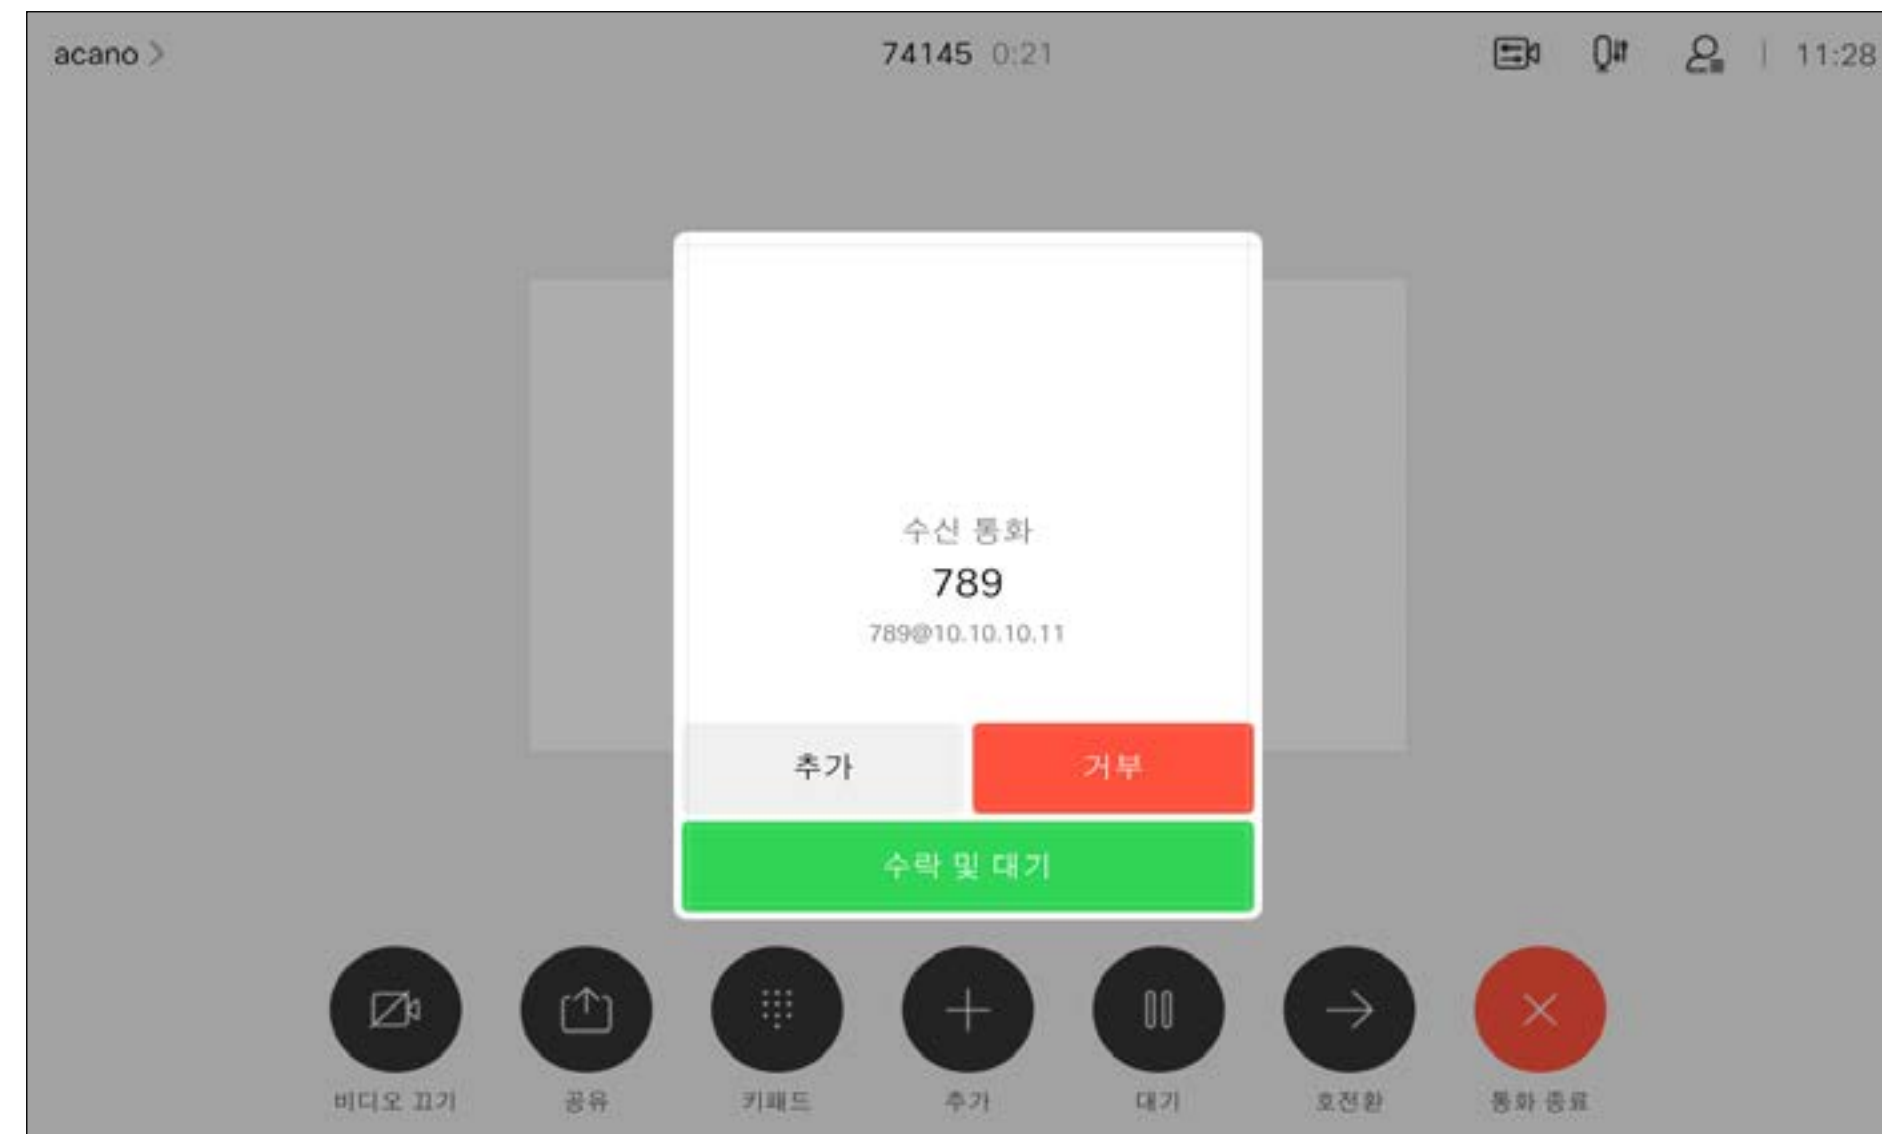 acano
74145 0:21
11:28
수신 통화
789
789@10.10.10.11
추가 거부
수락 및 대기
비디오 끄기 공유 키패드 추가 대기 호전환 통화 종료